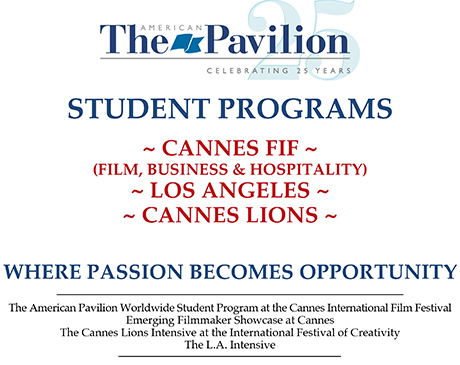 AMERICAN
The Pavilion
25
CELEBRATING 25 YEARS
STUDENT PROGRAMS
~ CANNES FIF ~
(FILM, BUSINESS & HOSPITALITY)
~ LOS ANGELES ~
~ CANNES LIONS ~
WHERE PASSION BECOMES OPPORTUNITY
The American Pavilion Worldwide Student Program at the Cannes International Film Festival
Emerging Filmmaker Showcase at Cannes
The Cannes Lions Intensive at the International Festival of Creativity
The L.A. Intensive